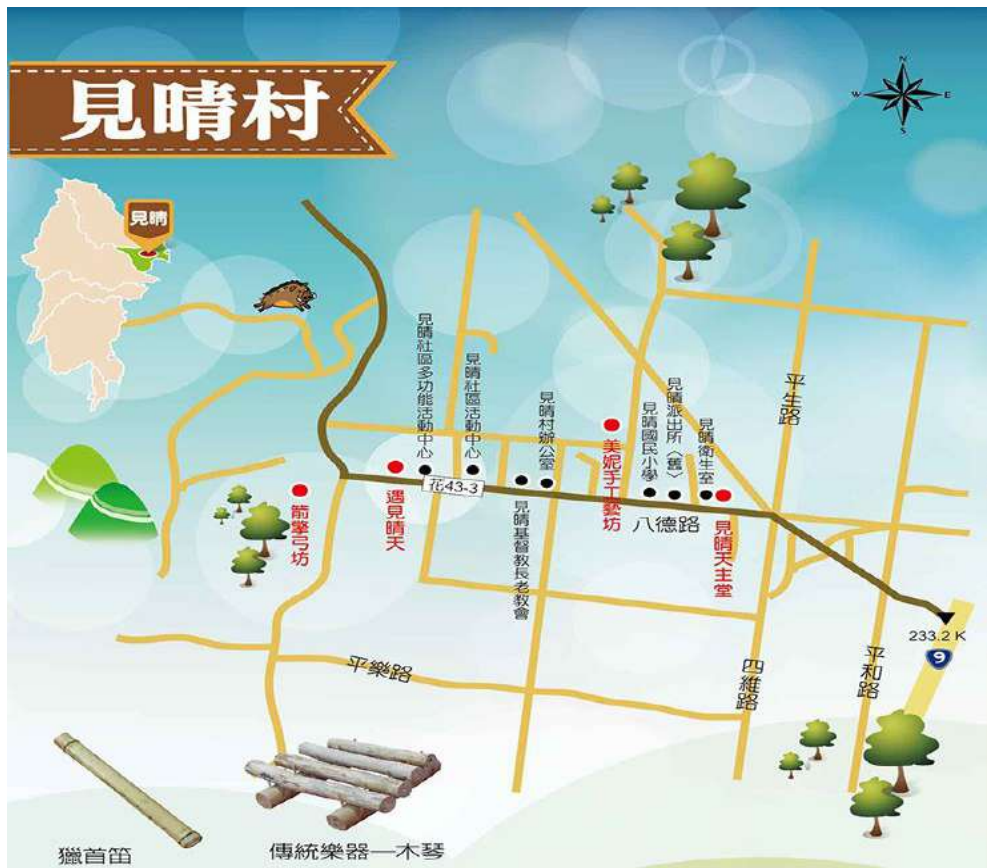 見晴村
N
W
E
S
見晴
見晴社區多功能活動中心
見晴社區活動中心
見晴村辦公室
美妮手工藝坊
見晴國民小學
見晴派出所〈舊〉
見晴衛生室
平生路
箭擎弓坊
遇見晴天
花43-3
見晴基督教長老教會
八德路
見晴天主堂
233.2 K
9
平樂路
四維路
平和路
獵首笛
傳統樂器—木琴